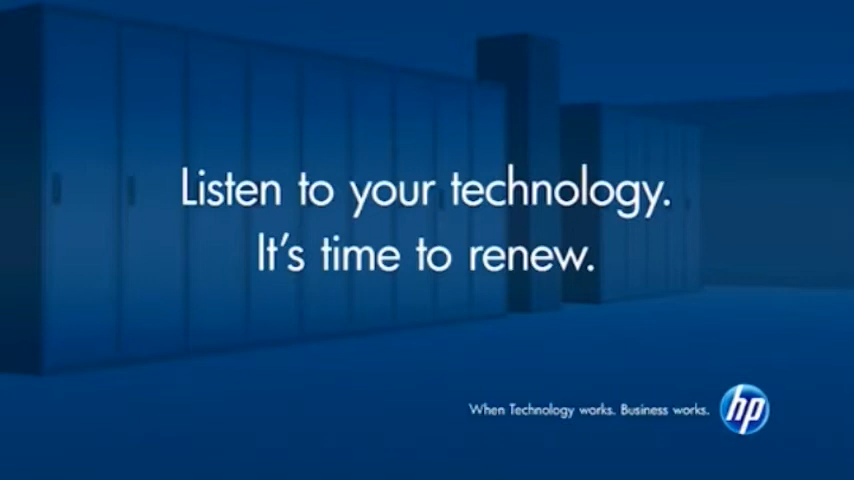 Listen to your technology.
It's time to renew.
When Technology works. Business works.
hp